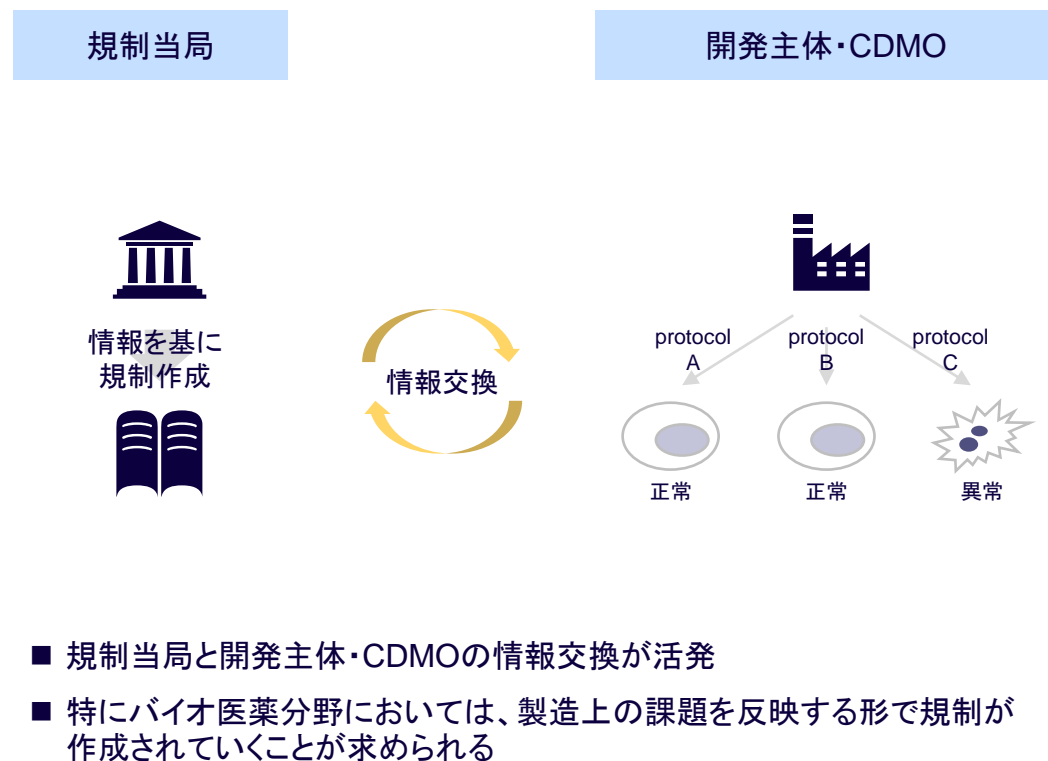 規制当局
開発主体・CDMO
情報を基に
規制作成
情報交換
protocol
A
protocol
B
protocol
C
正常
正常
異常
■ 規制当局と開発主体・CDMOの情報交換が活発
■ 特にバイオ医薬分野においては、製造上の課題を反映する形で規制が
作成されていくことが求められる